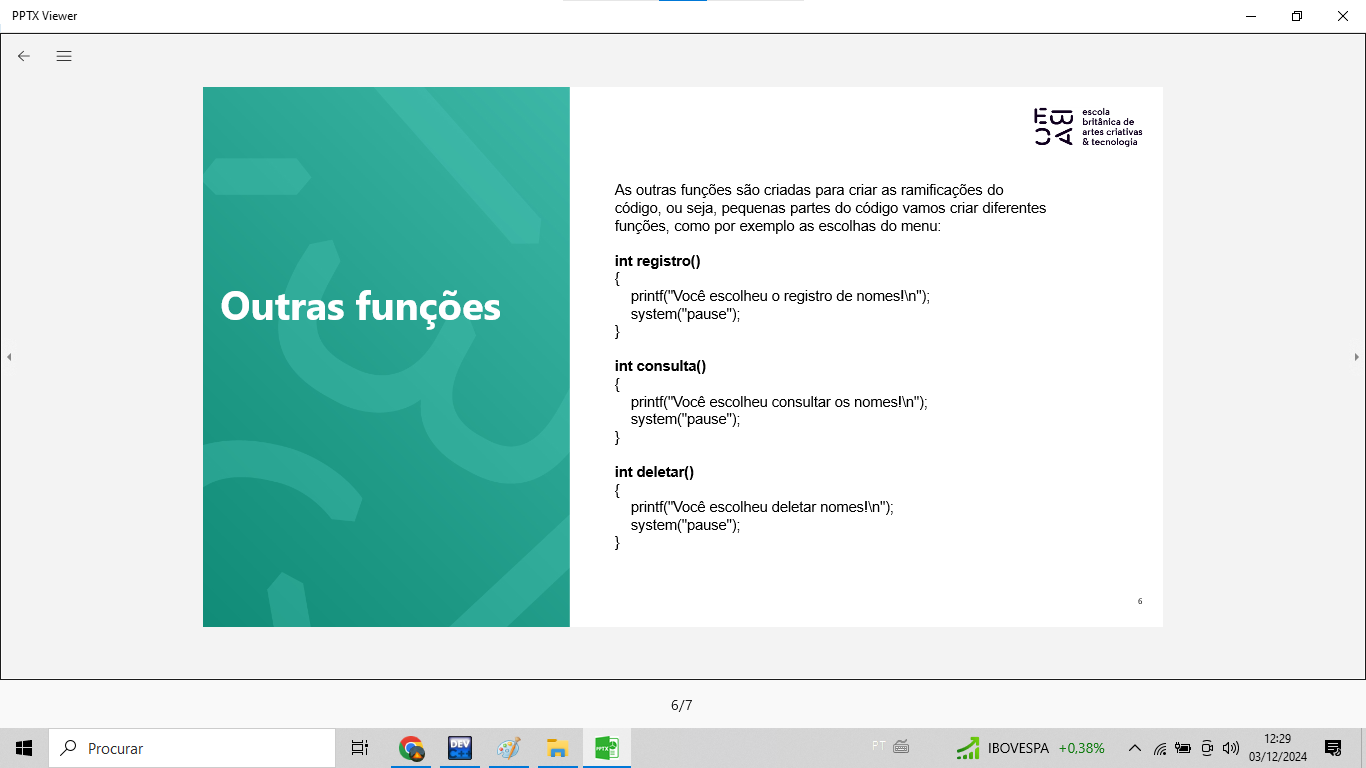 PPTX Viewer
escola
britânica de
artes criativas
& tecnologia
Outras funções
As outras funções são criadas para criar as ramificações do
código, ou seja, pequenas partes do código vamos criar diferentes
funções, como por exemplo as escolhas do menu:
int registro()
{
printf("Você escolheu o registro de nomes!\n");
system("pause");
}
int consulta()
{
printf("Você escolheu consultar os nomes!\n");
system("pause");
}
int deletar()
{
printf("Você escolheu deletar nomes!\n");
system("pause");
}
6
6/7
Procurar
DEV
PPTX
PT
IBOVESPA +0,38%
12:29
03/12/2024